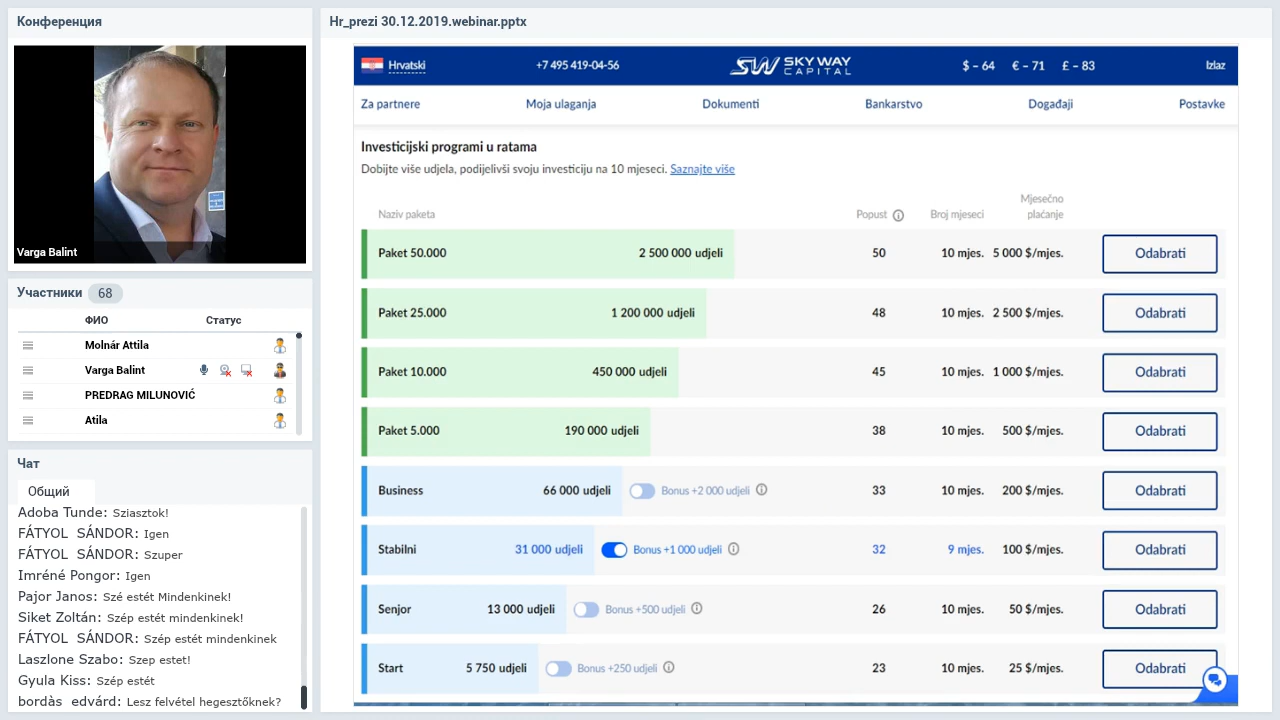 Конференция
Varga Balint
Участники 68
ФИО Статус
Molnár Attila
Varga Balint
PREDRAG MILUNOVIĆ
Atila
Чат
Общий
Adoba Tunde: Sziasztok!
FÁTYOL SÁNDOR: Igen
FÁTYOL SÁNDOR: Szuper
Imréné Pongor: Igen
Pajor Janos: Szé estét Mindenkinek!
Siket Zoltán: Szép estét mindenkinek!
FÁTYOL SÁNDOR: Szép estét mindenkinek
Laszlone Szabo: Szep estet!
Gyula Kiss: Szép estét
bordàs edvárd: Lesz felvétel hegesztőknek?
Hr_prezi 30.12.2019.webinar.pptx
Hrvatski +7 495 419-04-56 SW SKY WAY CAPITAL $ – 64 € – 71 £ – 83 Izlaz
Za partnere Moja ulaganja Dokumenti Bankarstvo Događaji Postavke
Investicijski programi u ratama
Dobijte više udjela, podijelivši svoju investiciju na 10 mjeseci. Saznajte više
Naziv paketa Popust Broj mjeseci Mjesečno plaćanje
Paket 50.000 2 500 000 udjeli 50 10 mjes. 5 000 $/mjes. Odabrati
Paket 25.000 1 200 000 udjeli 48 10 mjes. 2 500 $/mjes. Odabrati
Paket 10.000 450 000 udjeli 45 10 mjes. 1 000 $/mjes. Odabrati
Paket 5.000 190 000 udjeli 38 10 mjes. 500 $/mjes. Odabrati
Business 66 000 udjeli Bonus +2 000 udjeli 33 10 mjes. 200 $/mjes. Odabrati
Stabilni 31 000 udjeli Bonus +1 000 udjeli 32 9 mjes. 100 $/mjes. Odabrati
Senjor 13 000 udjeli Bonus +500 udjeli 26 10 mjes. 50 $/mjes. Odabrati
Start 5 750 udjeli Bonus +250 udjeli 23 10 mjes. 25 $/mjes. Odabrati